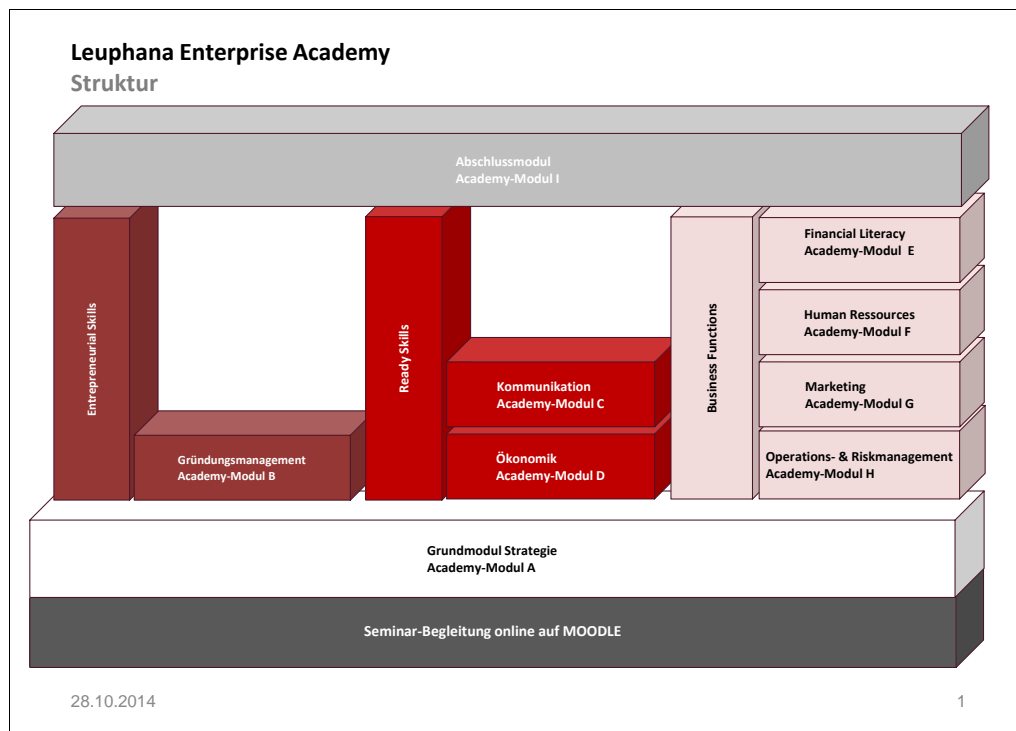 Leuphana Enterprise Academy
Struktur
Abschlussmodul
Academy-Modul I
Entrepreneurial Skills
Gründungsmanagement
Academy-Modul B
Ready Skills
Kommunikation
Academy-Modul C
Ökonomik
Academy-Modul D
Business Functions
Financial Literacy
Academy-Modul E
Human Ressources
Academy-Modul F
Marketing
Academy-Modul G
Operations- & Riskmanagement
Academy-Modul H
Grundmodul Strategie
Academy-Modul A
Seminar-Begleitung online auf MOODLE
28.10.2014
1